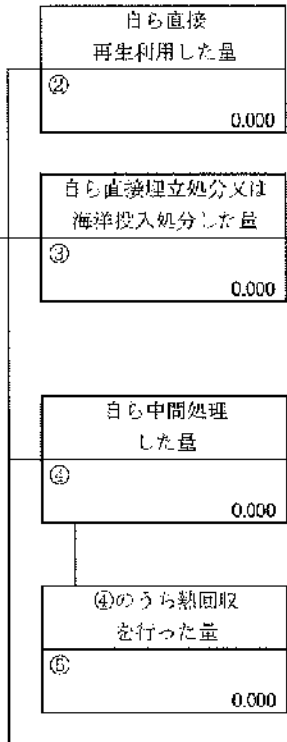 自ら直接
再生利用した量
②
0.000
自ら直接埋立処分又は
海洋投入処分した量
③
0.000
自ら中間処理
した量
④
0.000
④のうち熱回収
を行った量
⑤
0.000